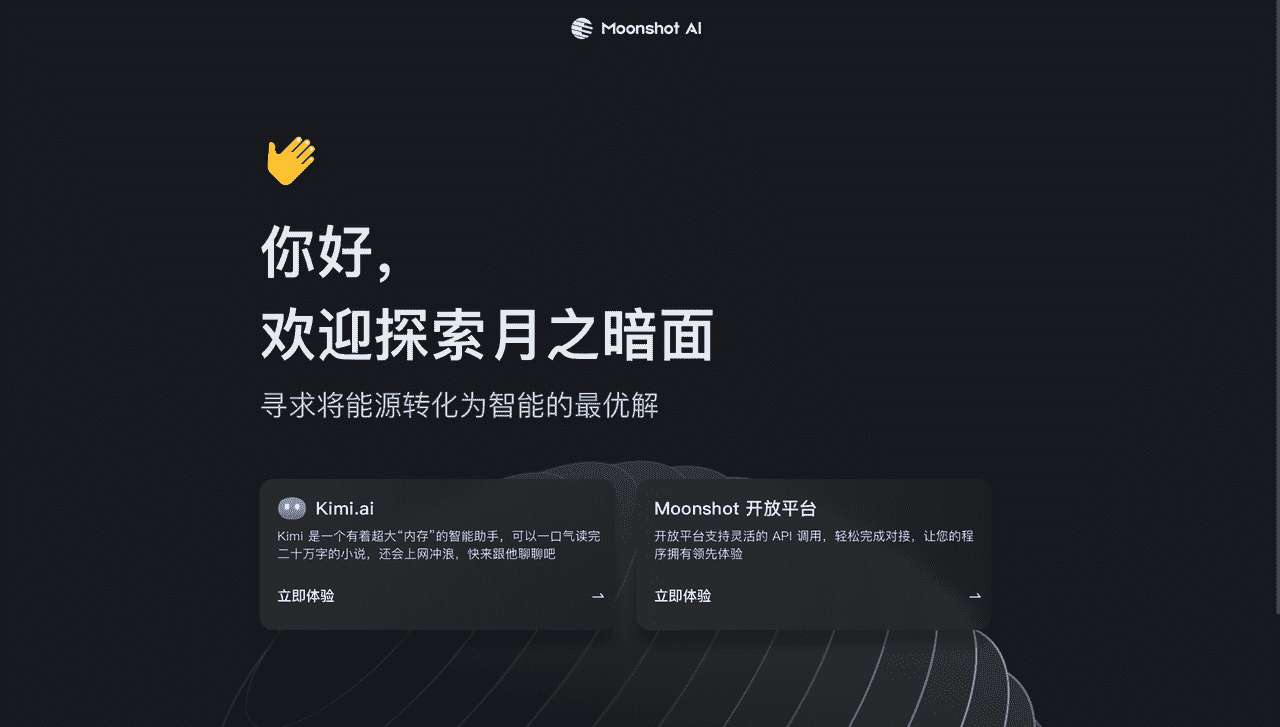 Moonshot AI
你好，
欢迎探索月之暗面
寻求将能源转化为智能的最优解
Kimi.ai
Kimi 是一个有着超大“内存”的智能助手，可以一口气读完
二十万字的小说，还会上网冲浪，快来跟他聊聊吧
立即体验
Moonshot 开放平台
开放平台支持灵活的 API 调用，轻松完成对接，让您的程
序拥有领先体验
立即体验